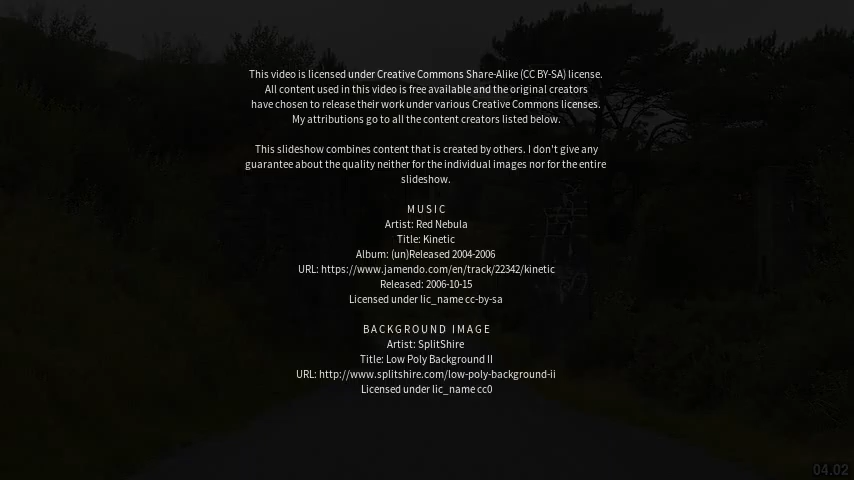 This video is licensed under Creative Commons Share-Alike (CC BY-SA) license.
All content used in this video is free available and the original creators
have chosen to release their work under various Creative Commons licenses.
My attributions go to all the content creators listed below.
This slideshow combines content that is created by others. I don't give any
guarantee about the quality neither for the individual images nor for the entire
slideshow.
MUSIC
Artist: Red Nebula
Title: Kinetic
Album: (un)Released 2004-2006
URL: https://www.jamendo.com/en/track/22342/kinetic
Released: 2006-10-15
Licensed under lic_name cc-by-sa
BACKGROUND IMAGE
Artist: SplitShire
Title: Low Poly Background II
URL: http://www.splitshire.com/low-poly-background-ii
Licensed under lic_name cc0
04.02